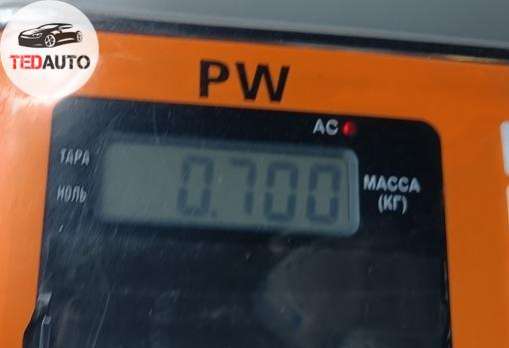 TEDAUTO
PW
AC
ТАРА
НОЛЬ
0.700
МАССА
(КГ)